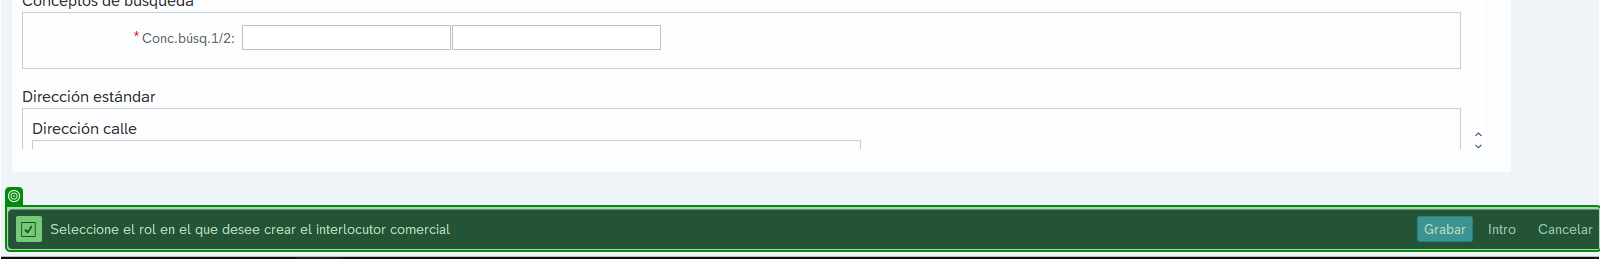 Conceptos de búsqueda
* Conc.búsq.1/2:
Dirección estándar
Dirección calle
Seleccione el rol en el que desee crear el interlocutor comercial
Grabar Intro Cancelar